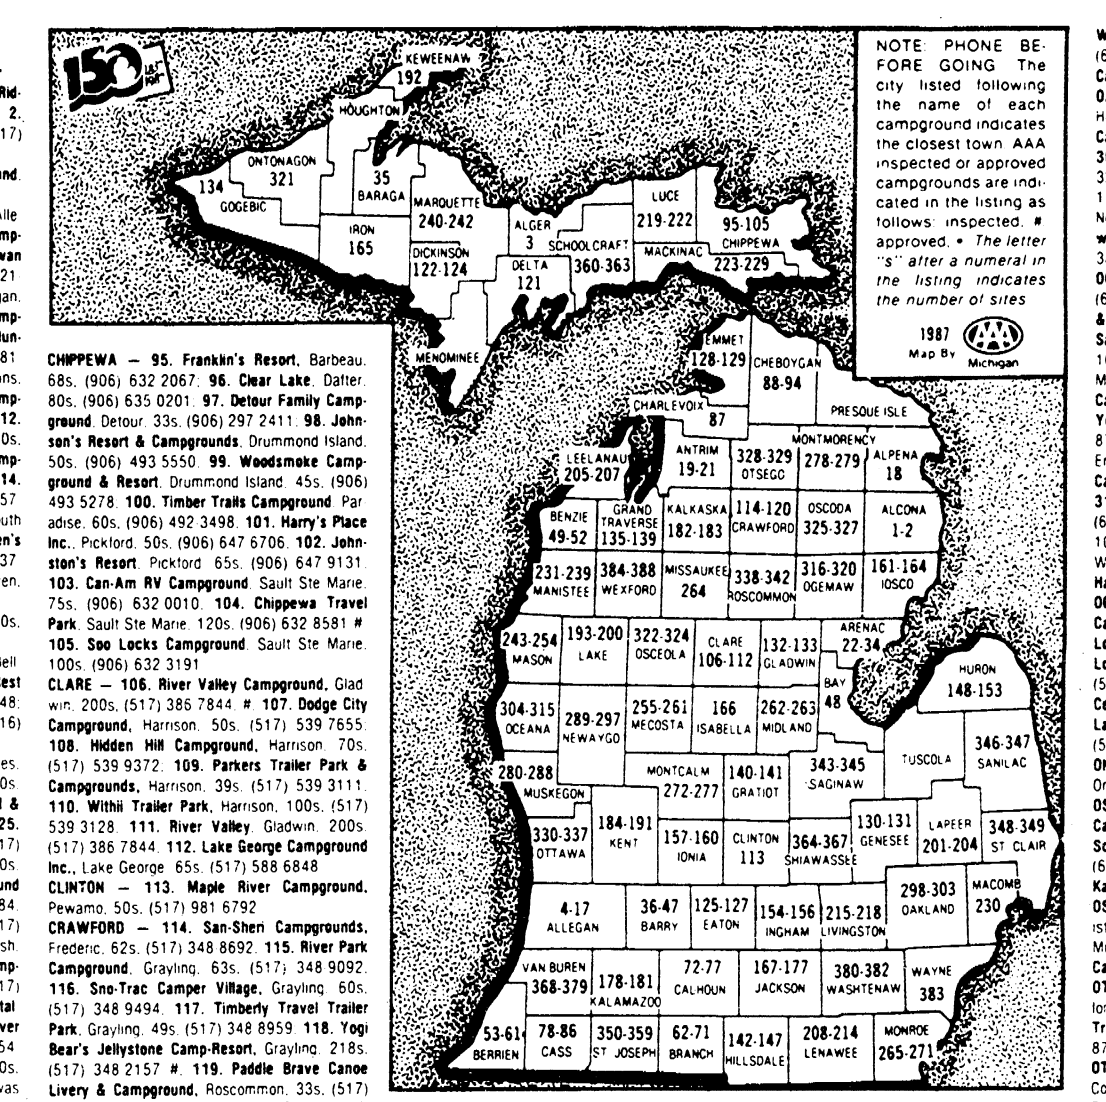 150
NOTE: PHONE BE-
FORE GOING The
city listed following
the name of each
campground indicates
the closest town. AAA
inspected or approved
campgrounds are indi-
cated in the listing as
follows: inspected, #
approved, • The letter
"s" after a numeral in
the listing indicates
the number of sites
1987
Map By
AAA
Michigan
KEWEENAW
192
HOUGHTON
ONTONAGON
321
134
GOGEBIC
35
BARAGA
MARQUETTE
240-242
IRON
165
DICKINSON
122-124
ALGER
3
SCHOOLCRAFT
360-363
DELTA
121
LUCE
219-222
95-105
CHIPPEWA
MACKINAC
223-229
MENOMINEE
EMMET
128-129
CHEBOYGAN
88-94
PRESQUE ISLE
CHARLEVOIX
87
LEELANAU
205-207
ANTRIM
19-21
328-329
OTSEGO
MONTMORENCY
278-279
ALPENA
18
BENZIE
49-52
GRAND
TRAVERSE
135-139
KALKASKA
182-183
114-120
CRAWFORD
OSCODA
325-327
ALCONA
1-2
231-239
MANISTEE
384-388
WEXFORD
MISSAUKEE
264
338-342
ROSCOMMON
316-320
OGEMAW
161-164
IOSCO
243-254
MASON
193-200
LAKE
322-324
OSCEOLA
CLARE
106-112
132-133
GLADWIN
ARENAC
22-34
BAY
48
HURON
148-153
304-315
OCEANA
289-297
NEWAYGO
255-261
MECOSTA
166
ISABELLA
262-263
MIDLAND
TUSCOLA
346-347
SANILAC
280-288
MUSKEGON
MONTCALM
272-277
140-141
GRATIOT
343-345
SAGINAW
330-337
OTTAWA
184-191
KENT
157-160
IONIA
CLINTON
113
364-367
SHIAWASSEE
130-131
GENESEE
LAPEER
201-204
348-349
ST CLAIR
4-17
ALLEGAN
36-47
BARRY
125-127
EATON
154-156
INGHAM
215-218
LIVINGSTON
298-303
OAKLAND
MACOMB
230
VAN BUREN
368-379
178-181
KALAMAZOO
72-77
CALHOUN
167-177
JACKSON
380-382
WASHTENAW
WAYNE
383
53-61
BERRIEN
78-86
CASS
350-359
ST JOSEPH
62-71
BRANCH
142-147
HILLSDALE
208-214
LENAWEE
MONROE
265-271
CHIPPEWA — 95. Franklin's Resort, Barbeau.
68s. (906) 632 2067; 96. Clear Lake, Dafter.
80s. (906) 635 0201. 97. Detour Family Camp-
ground, Detour. 33s. (906) 297 2411. 98. John-
son's Resort & Campgrounds, Drummond Island.
50s. (906) 493 5550. 99. Woodsmoke Camp-
ground & Resort, Drummond Island. 45s. (906)
493 5278. 100. Timber Trails Campground Par-
adise. 60s. (906) 492 3498. 101. Harry's Place
Inc., Pickford. 50s. (906) 647 6706. 102. John-
ston's Resort, Pickford 65s. (906) 647 9131.
103. Can-Am RV Campground, Sault Ste Marie.
75s. (906) 632 0010. 104. Chippewa Travel
Park, Sault Ste Marie. 120s. (906) 632 8581 #
105. Soo Locks Campground, Sault Ste Marie.
100s. (906) 632 3191
CLARE — 106. River Valley Campground, Glad
win. 200s. (517) 386 7844. #. 107. Dodge City
Campground, Harrison. 50s. (517) 539 7655.
108. Hidden Hill Campground, Harrison. 70s.
(517) 539 9372. 109. Parkers Trailer Park &
Campgrounds, Harrison. 39s. (517) 539 3111.
110. Withii Trailer Park, Harrison. 100s. (517)
539 3128. 111. River Valley, Gladwin. 200s.
(517) 386 7844. 112. Lake George Campground
Inc., Lake George 65s. (517) 588 6848
CLINTON — 113. Maple River Campground,
Pewamo. 50s. (517) 981 6792
CRAWFORD — 114. San-Sheri Campgrounds,
Frederic. 62s. (517) 348 8692. 115. River Park
Campground, Grayling. 63s. (517) 348 9092.
116. Sno-Trac Camper Village, Grayling. 60s.
(517) 348 9494. 117. Timberly Travel Trailer
Park, Grayling. 49s. (517) 348 8959. 118. Yogi
Bear's Jellystone Camp-Resort, Grayling. 218s.
(517) 348 2157 #. 119. Paddle Brave Canoe
Livery & Campground, Roscommon. 33s. (517)